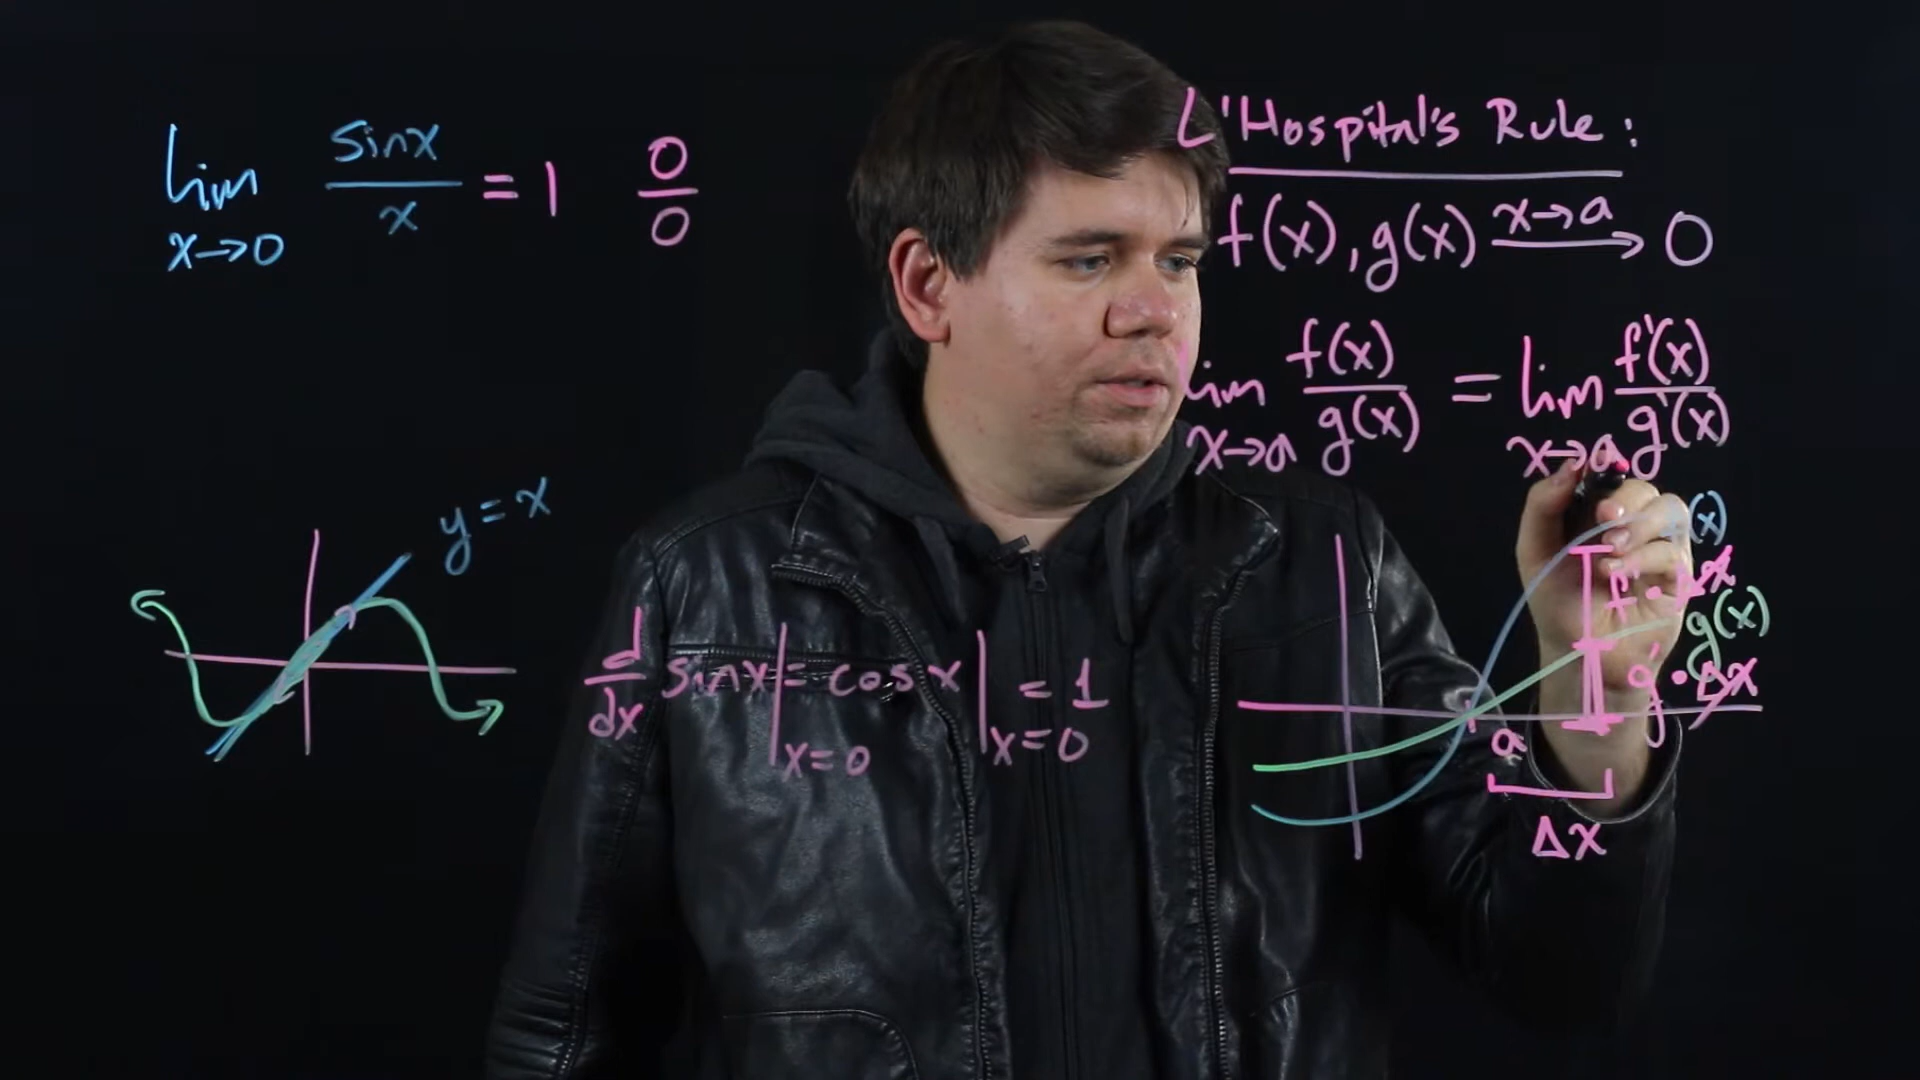 lim x→0 sinx/x = 1 0/0
y = x
d/dx sinx|x=0 = cosx|x=0 = 1
L'Hospital's Rule:
f(x), g(x) x→a → 0
lim x→a f(x)/g(x) = lim x→a f'(x)/g'(x)
(x)
f' · Δx
g(x)
g' · Δx
a
Δx